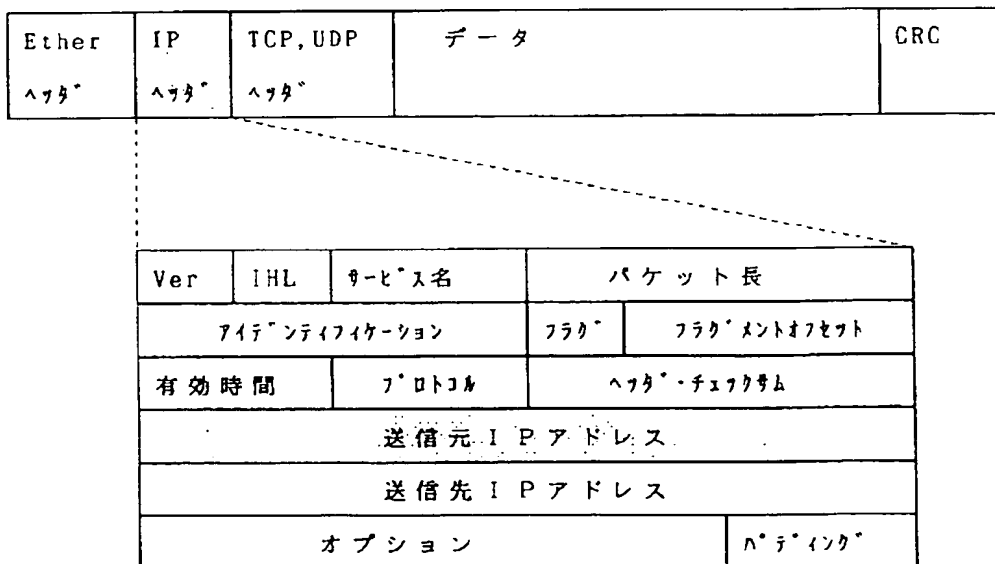 Ether IP TCP,UDP データ CRC
ﾍｯﾀﾞ ﾍｯﾀﾞ ﾍｯﾀﾞ
Ver IHL ｻｰﾋﾞｽ名 パケット長
ｱｲﾃﾞﾝﾃｨﾌｨｹｰｼｮﾝ ﾌﾗｸﾞ ﾌﾗｸﾞﾒﾝﾄｵﾌｾｯﾄ
有効時間 ﾌﾟﾛﾄｺﾙ ﾍｯﾀﾞ･ﾁｪｯｸｻﾑ
送信元IPアドレス
送信先IPアドレス
オプション ﾊﾟﾃﾞｨﾝｸﾞ